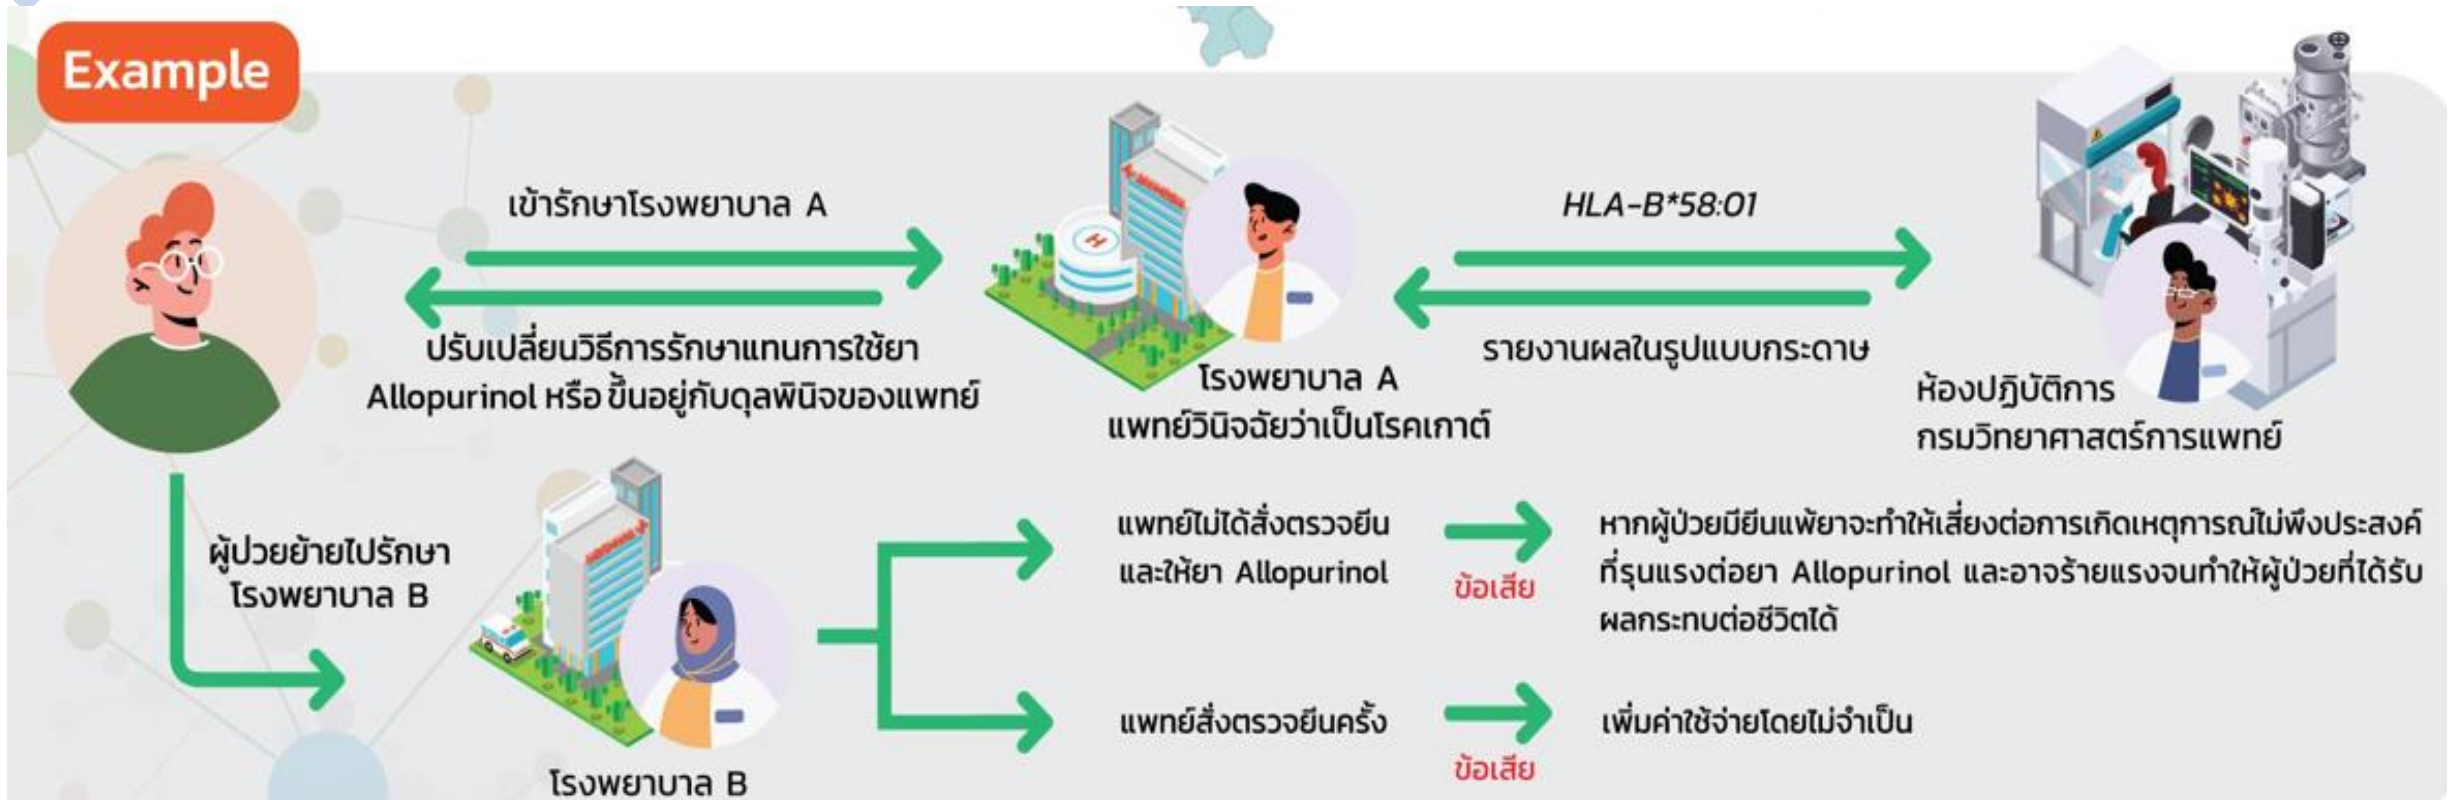 Example
เข้ารักษาโรงพยาบาล A
ปรับเปลี่ยนวิธีการรักษาแทนการใช้ยา
Allopurinol หรือ ขึ้นอยู่กับดุลพินิจของแพทย์
โรงพยาบาล A
แพทย์วินิจฉัยว่าเป็นโรคเกาต์
HLA-B*58:01
รายงานผลในรูปแบบกระดาษ
ห้องปฏิบัติการ
กรมวิทยาศาสตร์การแพทย์
ผู้ป่วยย้ายไปรักษา
โรงพยาบาล B
โรงพยาบาล B
แพทย์ไม่ได้สั่งตรวจยีน
และให้ยา Allopurinol
ข้อเสีย
หากผู้ป่วยมียีนแพ้ยาจะทำให้เสี่ยงต่อการเกิดเหตุการณ์ไม่พึงประสงค์
ที่รุนแรงต่อยา Allopurinol และอาจร้ายแรงจนทำให้ผู้ป่วยที่ได้รับ
ผลกระทบต่อชีวิตได้
แพทย์สั่งตรวจยีนครั้ง
ข้อเสีย
เพิ่มค่าใช้จ่ายโดยไม่จำเป็น